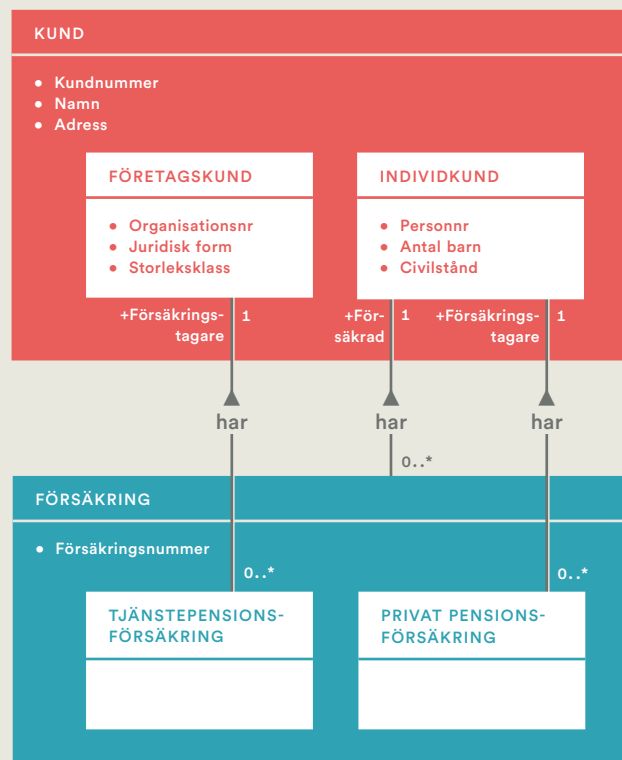 KUND
• Kundnummer
• Namn
• Adress
FÖRETAGSKUND
• Organisationsnr
• Juridisk form
• Storleksklass
INDIVIDKUND
• Personnr
• Antal barn
• Civilstånd
+Försäkrings-
tagare
1
+För-
säkrad
1
+Försäkrings-
tagare
1
har
har
har
0..*
FÖRSÄKRING
• Försäkringsnummer
0..*
0..*
TJÄNSTEPENSIONS-
FÖRSÄKRING
PRIVAT PENSIONS-
FÖRSÄKRING